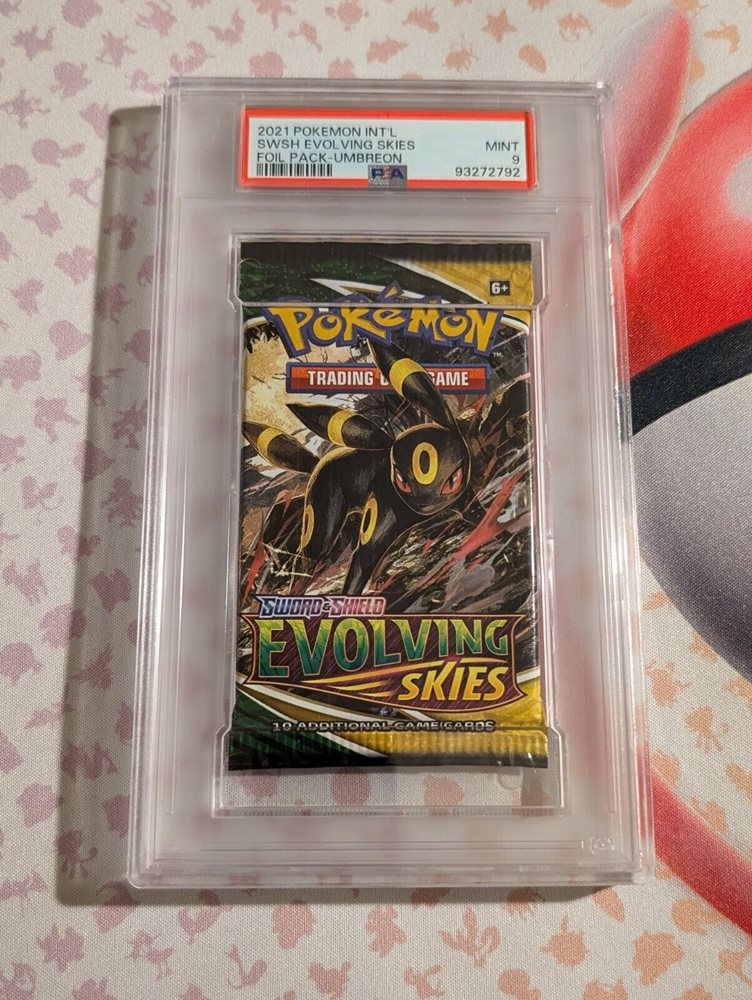 2021 POKEMON INT'L
SWSH EVOLVING SKIES
FOIL PACK-UMBREON
MINT
9
93272792
PSA
6+
POKéMON
TM
TRADING GAME
SWORD & SHIELD
EVOLVING
SKIES
10 ADDITIONAL GAME CARDS